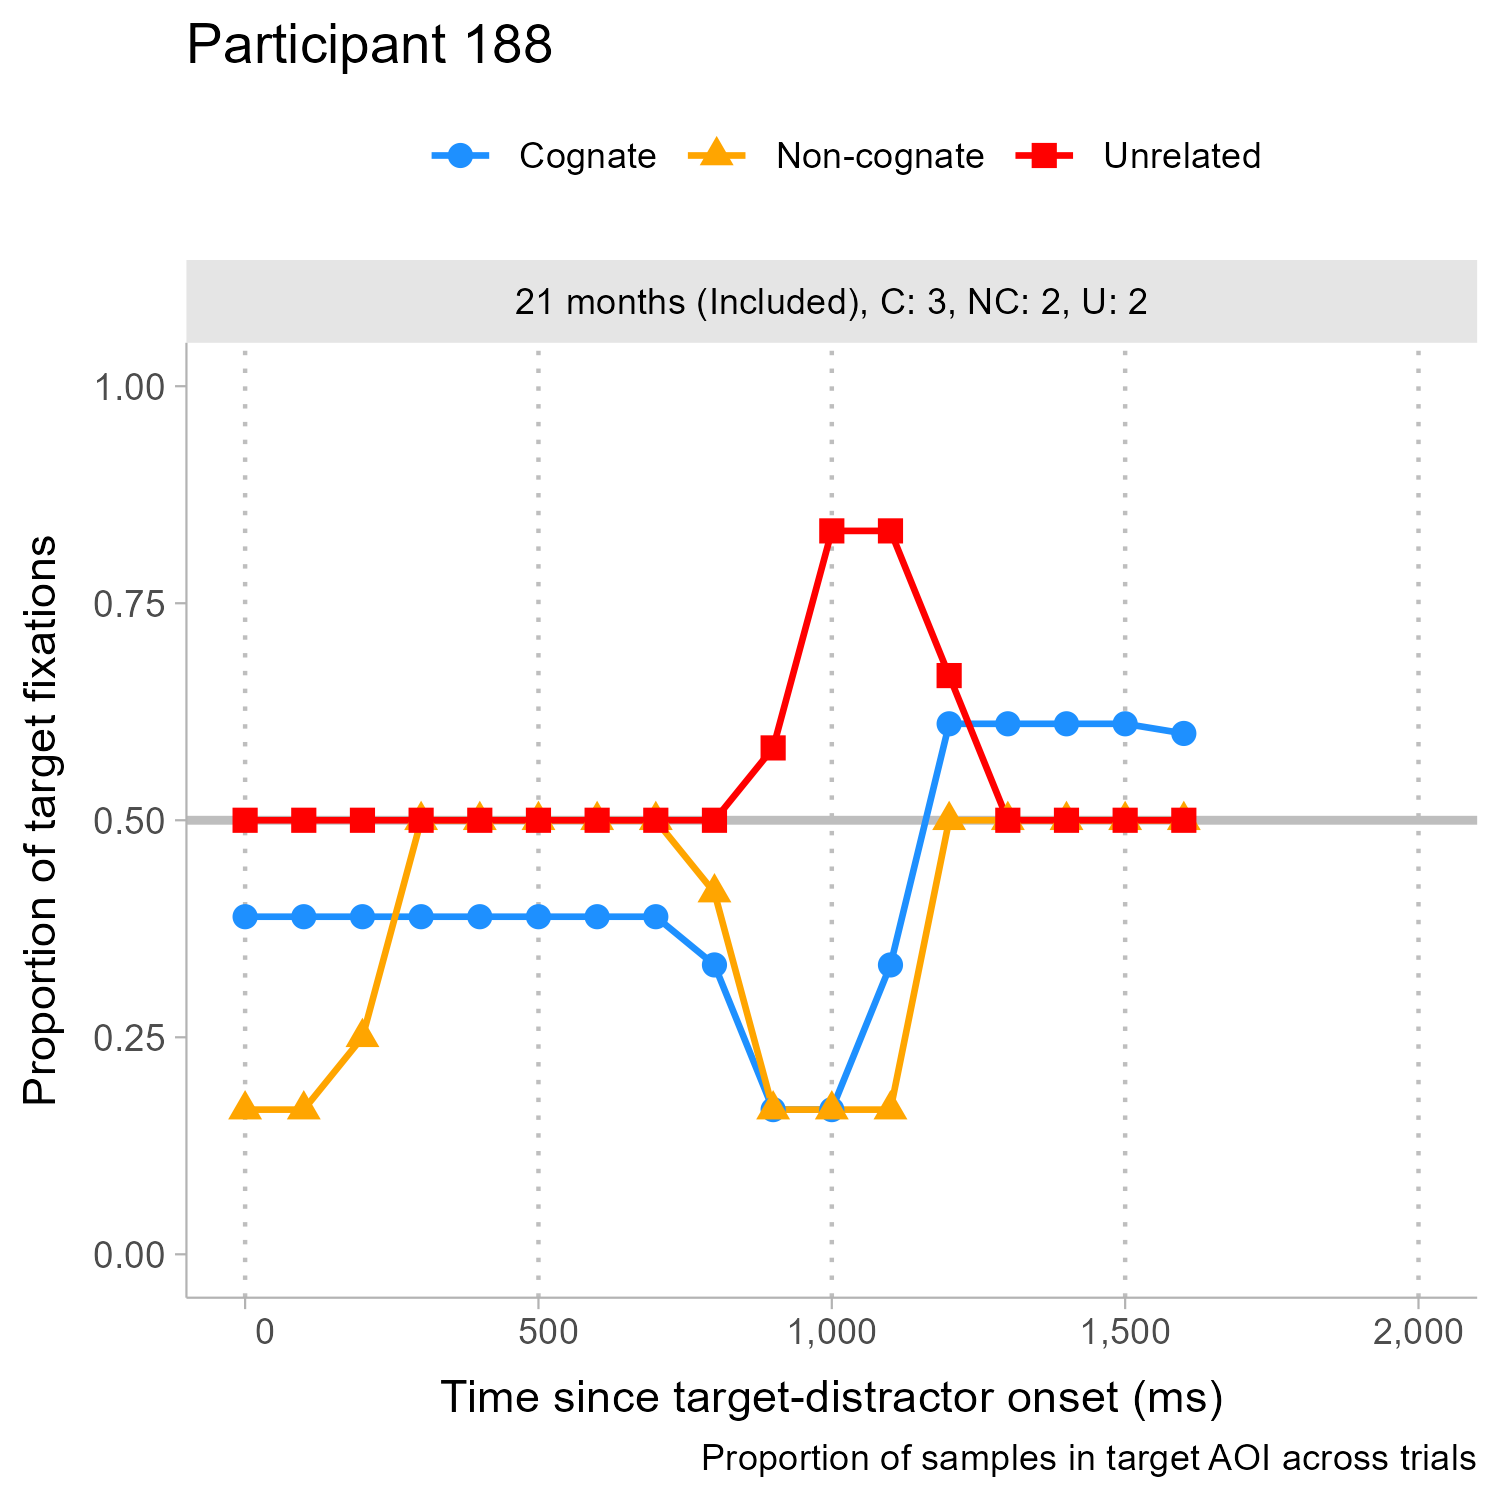 Participant 188
Cognate Non-cognate Unrelated
21 months (Included), C: 3, NC: 2, U: 2
Proportion of target fixations
1.00
0.75
0.50
0.25
0.00
0 500 1,000 1,500 2,000
Time since target-distractor onset (ms)
Proportion of samples in target AOI across trials